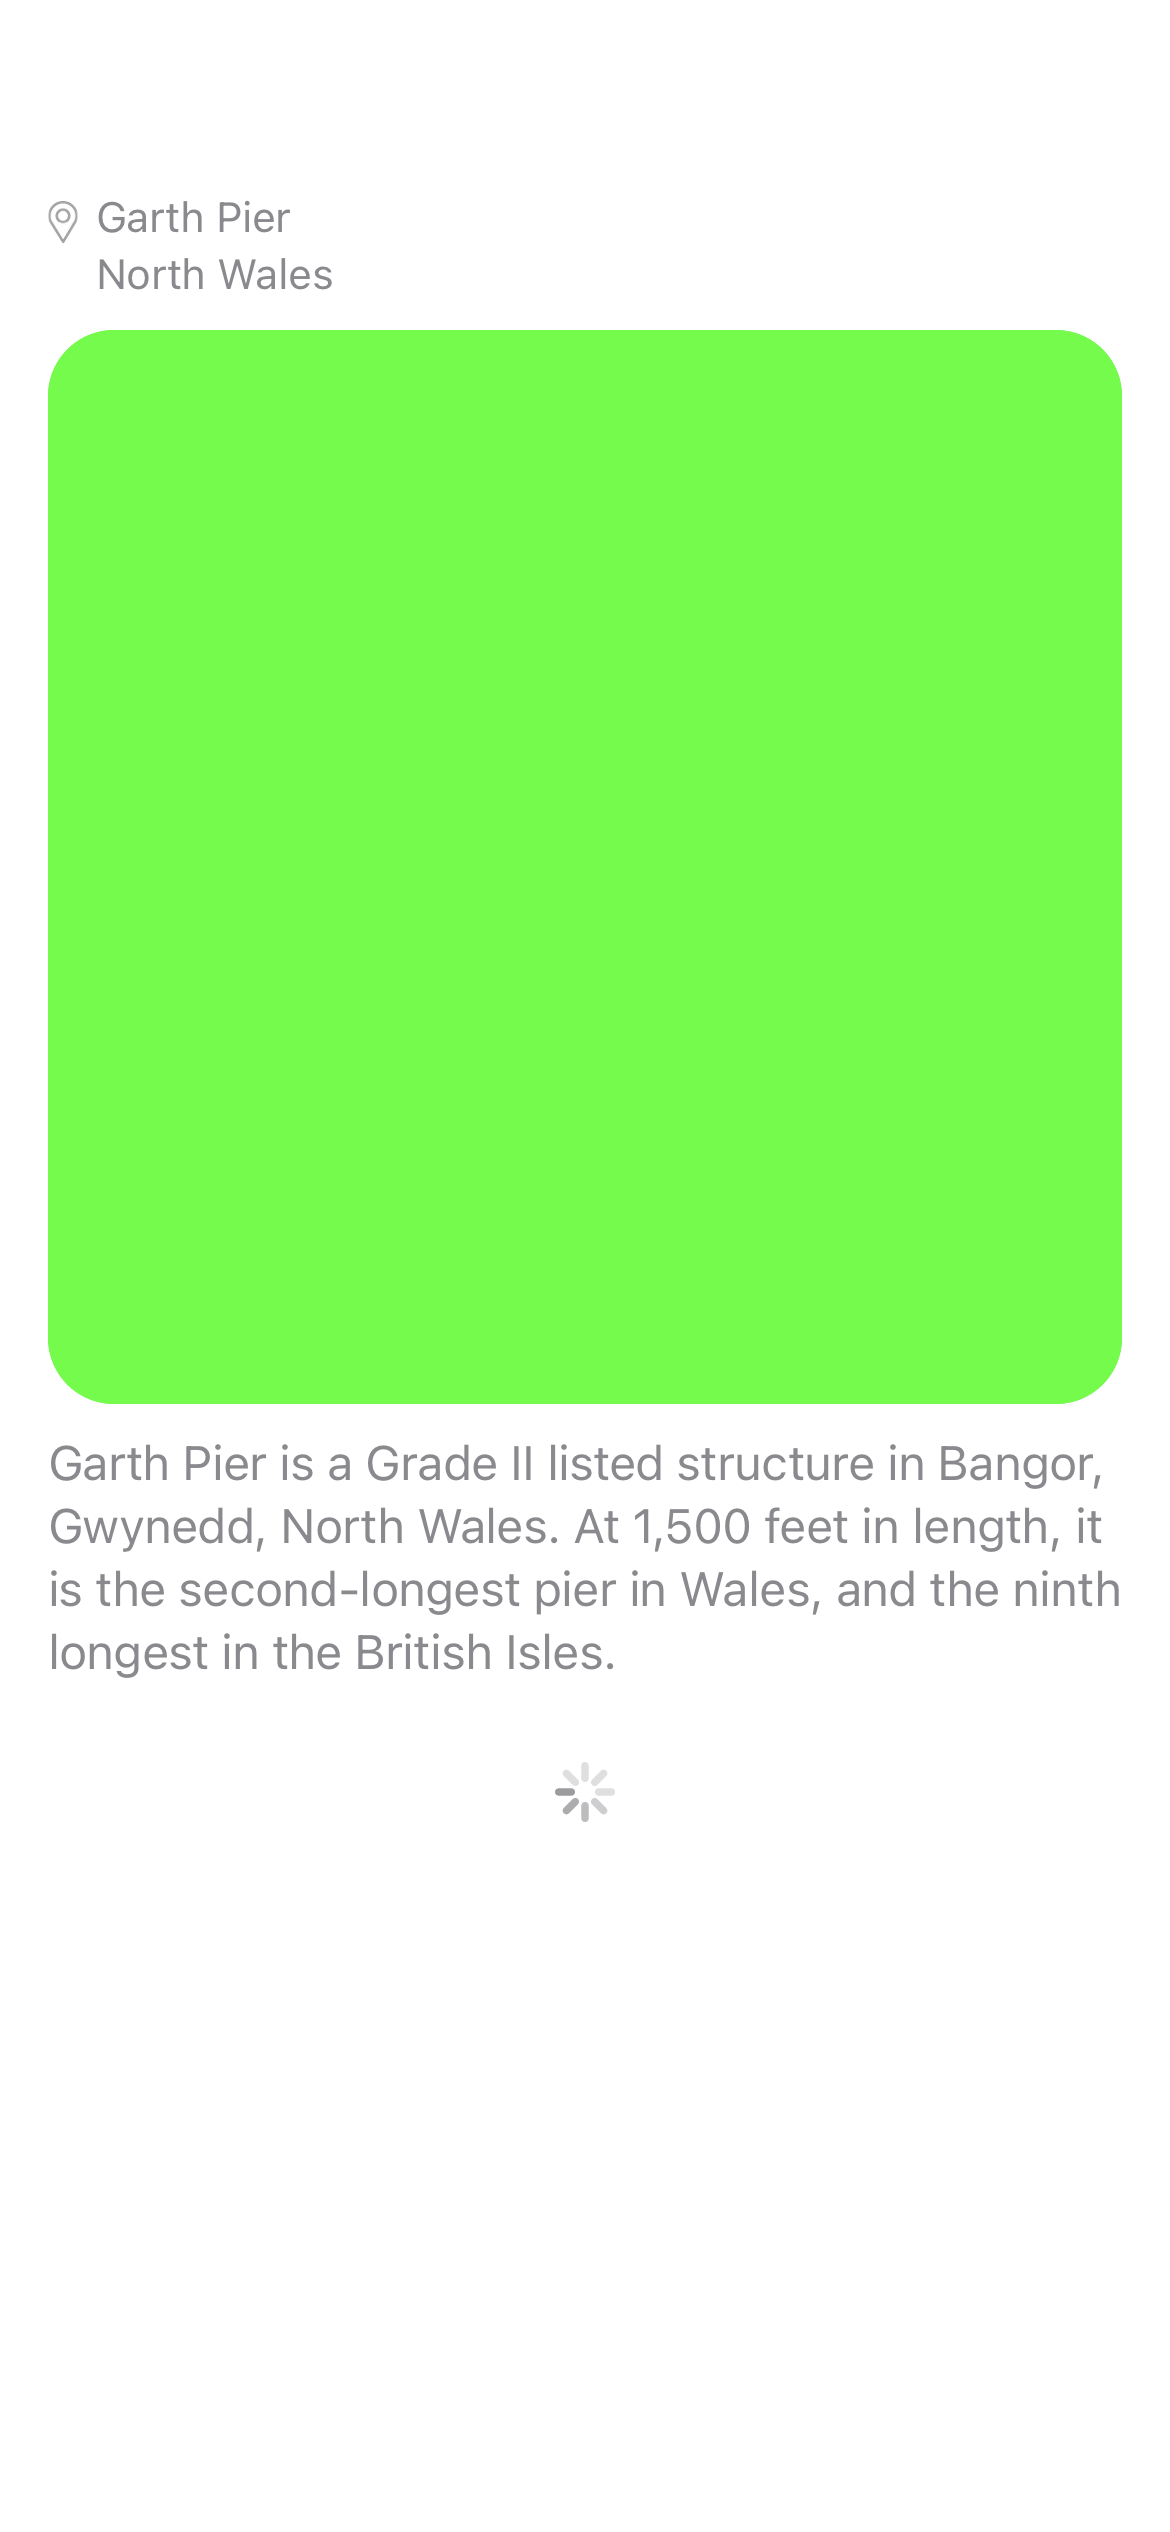 Garth Pier
North Wales
Garth Pier is a Grade II listed structure in Bangor,
Gwynedd, North Wales. At 1,500 feet in length, it
is the second-longest pier in Wales, and the ninth
longest in the British Isles.